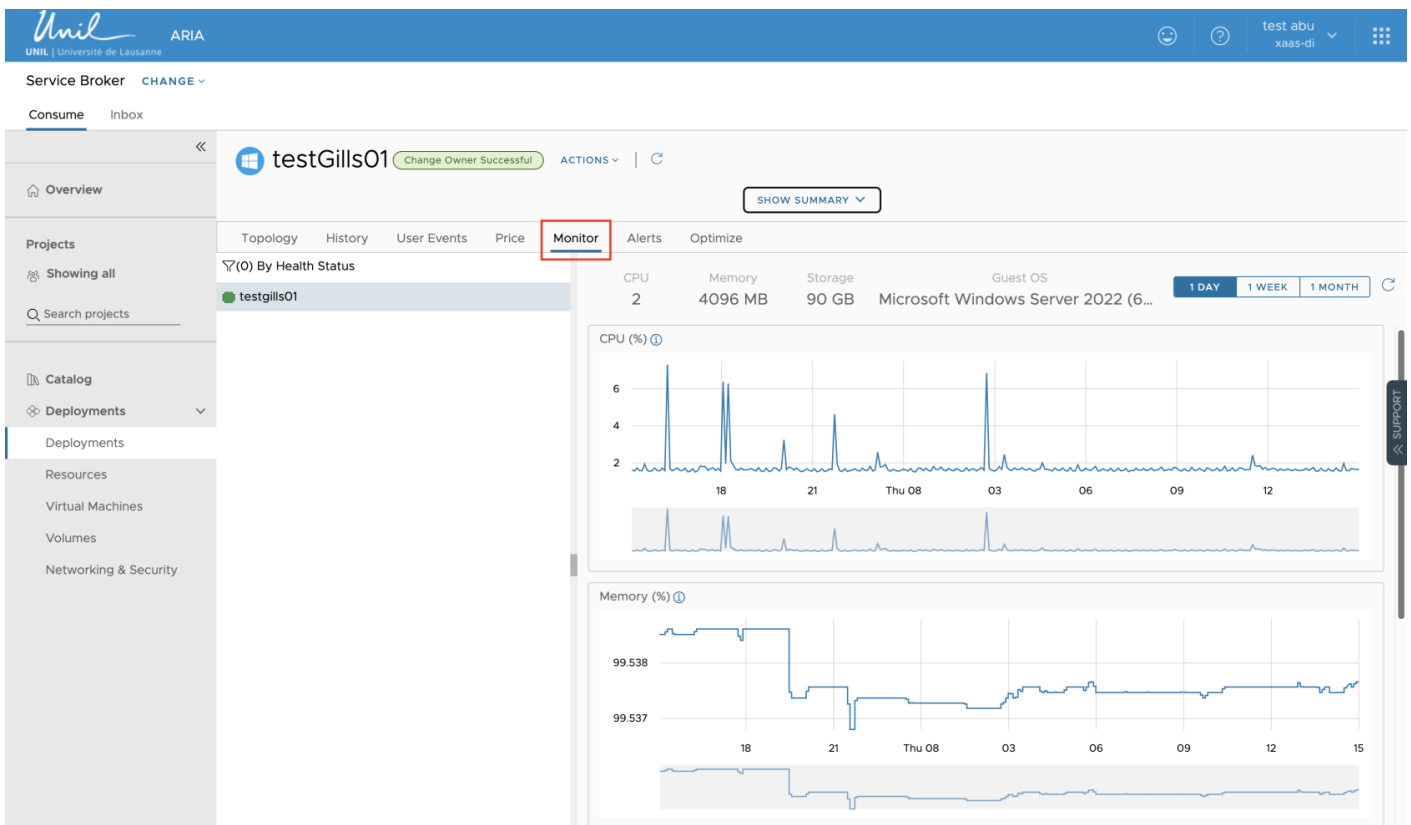 Unil
UNIL | Université de Lausanne
ARIA
test abu
xaas-di
Service Broker CHANGE
Consume Inbox
Overview
Projects
Showing all
Search projects
Catalog
Deployments
Deployments
Resources
Virtual Machines
Volumes
Networking & Security
testGills01 Change Owner Successful ACTIONS
SHOW SUMMARY
Topology History User Events Price Monitor Alerts Optimize
(0) By Health Status
testgills01
CPU Memory Storage Guest OS
2 4096 MB 90 GB Microsoft Windows Server 2022 (6...
1 DAY 1 WEEK 1 MONTH
CPU (%)
6
4
2
18 21 Thu 08 03 06 09 12
Memory (%)
99.538
99.537
18 21 Thu 08 03 06 09 12 15
SUPPORT